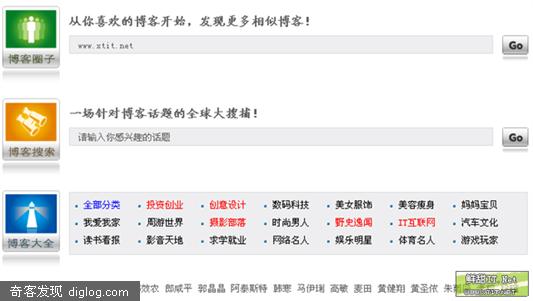 从你喜欢的博客开始，发现更多相似博客！
博客圈子
www.xtit.net
Go
一场针对博客话题的全球大搜捕！
博客搜索
请输入你感兴趣的话题
Go
全部分类 投资创业 创意设计 数码科技 美女服饰 美容瘦身 妈妈宝贝
我爱我家 周游世界 摄影部落 时尚男人 野史逸闻 IT互联网 汽车文化
博客大全
读书看报 影音天地 求学就业 网络名人 娱乐明星 体育名人 游戏玩家
效农 郎咸平 郭晶晶 阿泰斯特 韩寒 马伊琍 高敏 麦田 黄健翔 黄圣依
奇客发现 diglog.com